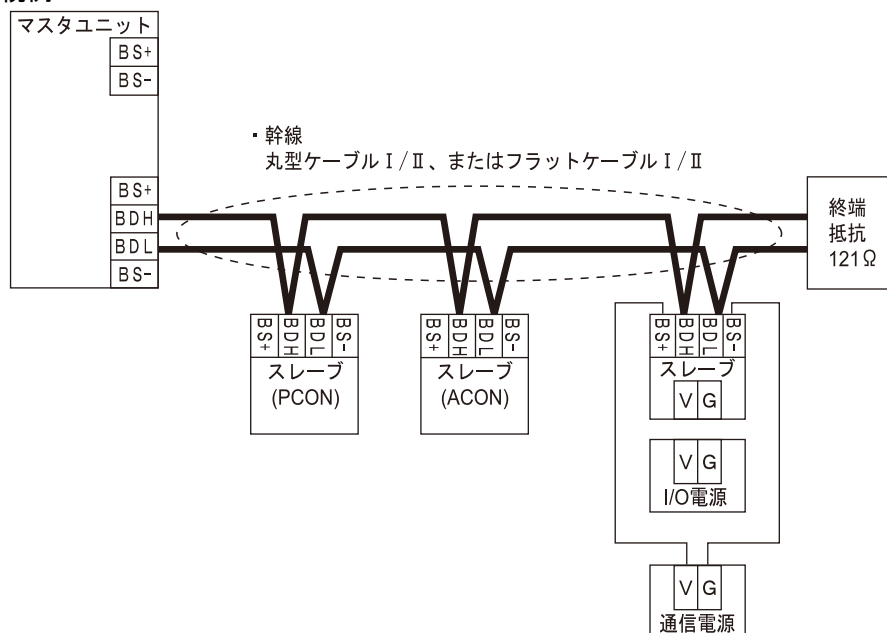 マスタユニット
BS+
BS-
・幹線
丸型ケーブルⅠ/Ⅱ、またはフラットケーブルⅠ/Ⅱ
BS+
BDH
BDL
BS-
終端
抵抗
121Ω
BS+ BDH BDL BS-
スレーブ
(PCON)
BS+ BDH BDL BS-
スレーブ
(ACON)
BS+ BDH BDL BS-
スレーブ
V G
V G
I/O電源
V G
通信電源